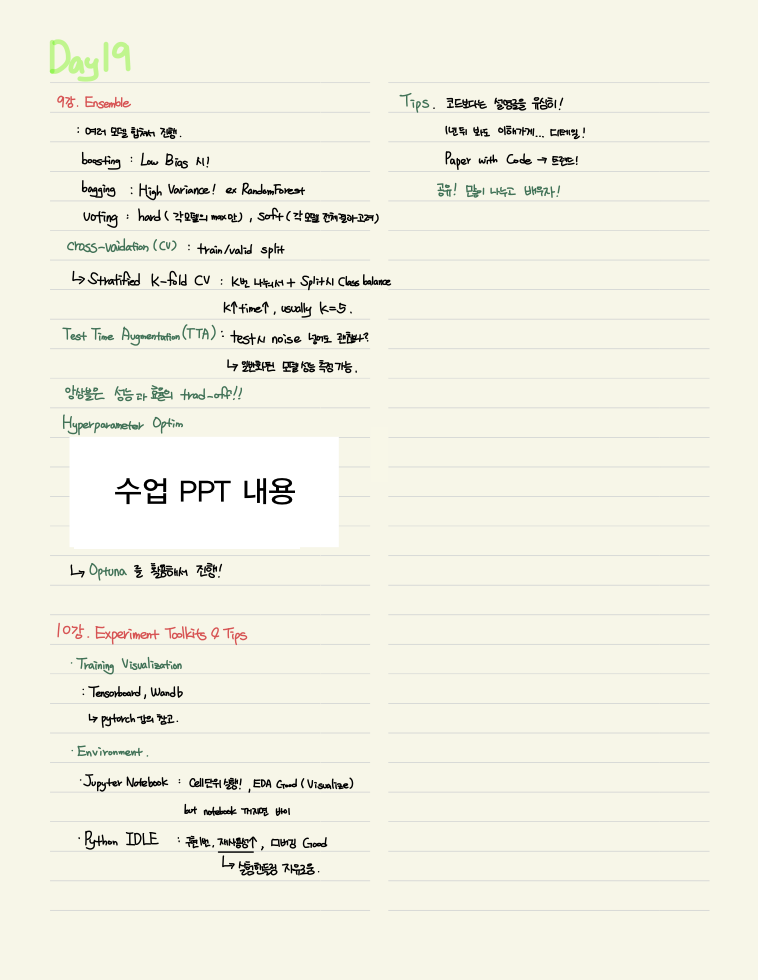 Day19
9강. Ensemble
: 여러 모델 합쳐서 진행.
boosting : Low Bias 시!
bagging : High Variance! ex RandomForest
Voting : hard ( 각 모델의 max만 ), Soft ( 각 모델 전체 결과 고려)
Cross-vaidation (CV) : train/valid split
↳ Stratified K-fold CV : K번 나눠서 + Split시 Class balance
K↑ time↑, usually K=5.
Test Time Augmentation (TTA) : test시 noise 넣어도 괜찮나?
↳ 일반화된 모델 성능 측정 가능.
앙상블은 성능과 효율의 trad-off!!
Hyperparameter Optim
수업 PPT 내용
↳ Optuna 를 활용해서 진행!
10강. Experiment Toolkits & Tips
· Training Visualization
: Tensorboard, Wandb
↳ pytorch 강의 참고.
· Environment.
· Jupyter Notebook : Cell단위 실행!, EDA Good (Visualize)
but notebook 꺼지면 바이
· Python IDLE : 구현 1번, 재사용성↑, 디버깅 Good
↳ 실험 핸들링 자유로움.
Tips. 코드보다는 설명글을 유심히!
1년뒤 봐도 이해가게... 디테일!
Paper with Code → 트렌드!
공유! 많이 나누고 배우자!